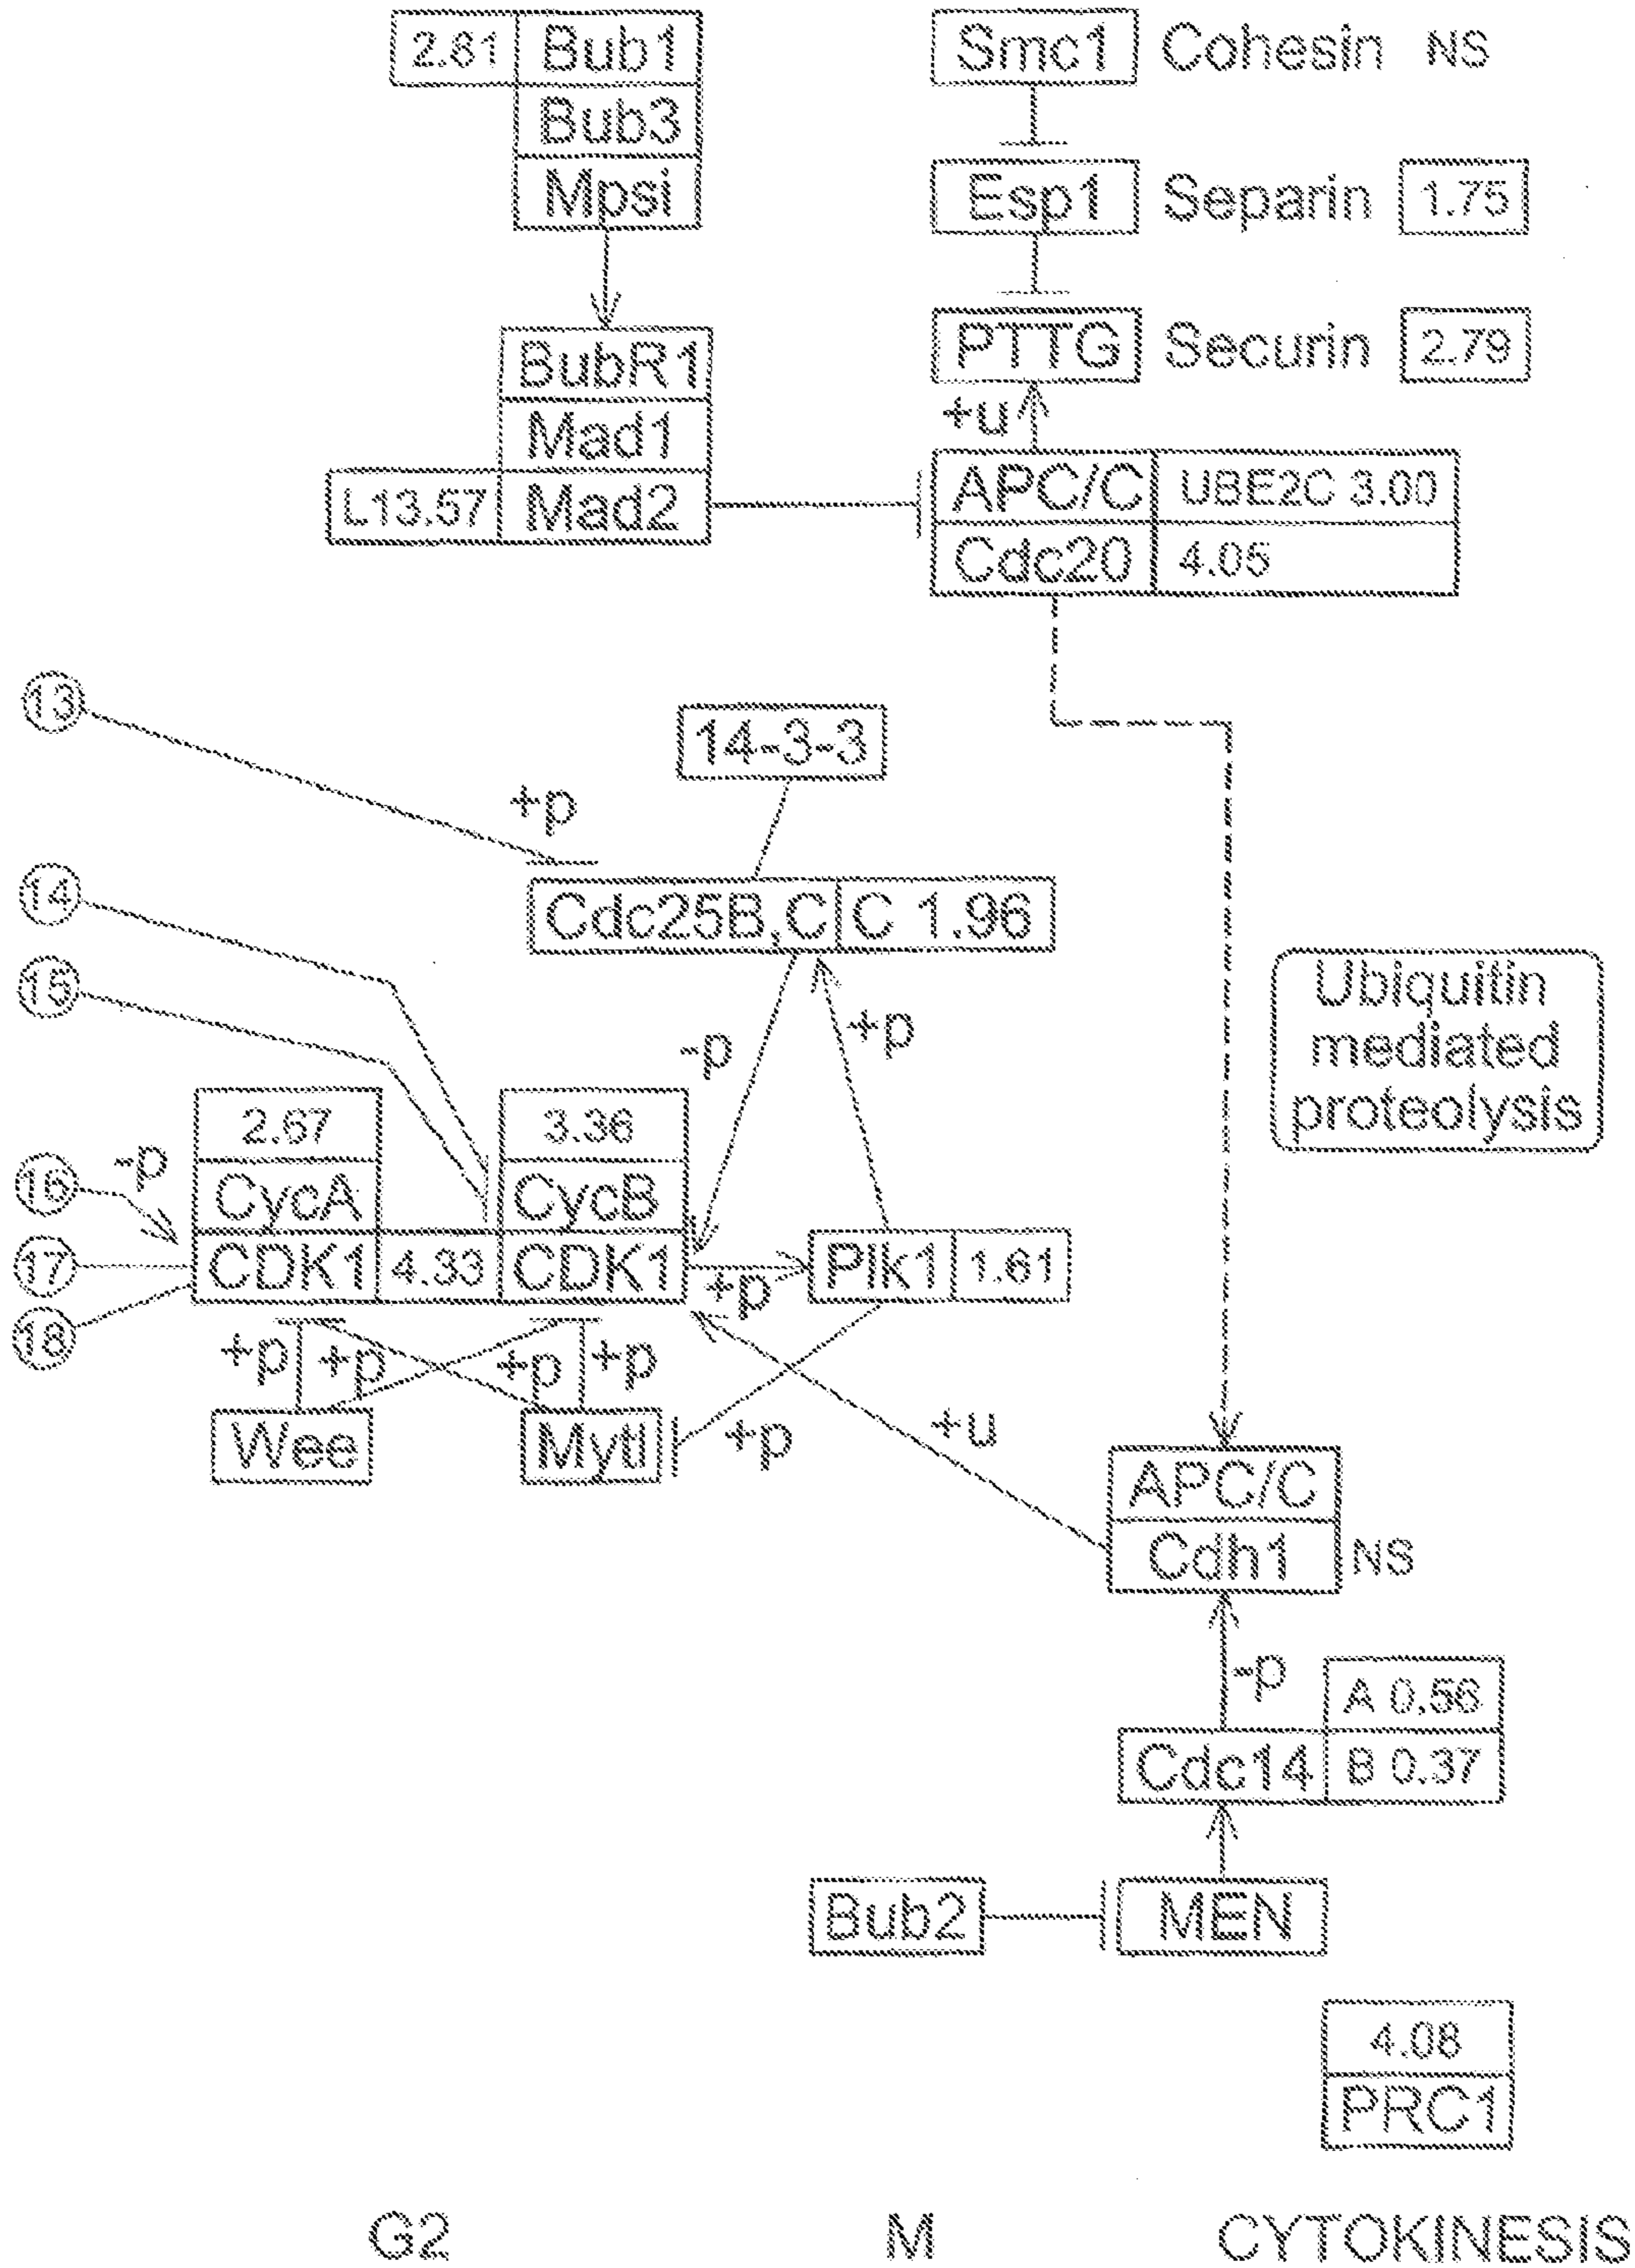 2.81 Bub1
Bub3
Mpsi
Smc1 Cohesin NS
Esp1 Separin 1.75
PTTG Securin 2.79
+u
BubR1
Mad1
L13.57 Mad2
APC/C UBE2C 3.00
Cdc20 4.05
13
14-3-3
+p
14
Cdc25B,C C 1.96
15
-p
+p
Ubiquitin
mediated
proteolysis
2.67
3.36
16
-p
CycA
CycB
17
CDK1 4.33 CDK1
+p
Plk1 1.61
18
+p +p +p +p
Wee
Mytl
+p
+u
APC/C
Cdh1 NS
-p
A 0.56
Cdc14 B 0.37
Bub2
MEN
4.08
PRC1
G2 M CYTOKINESIS